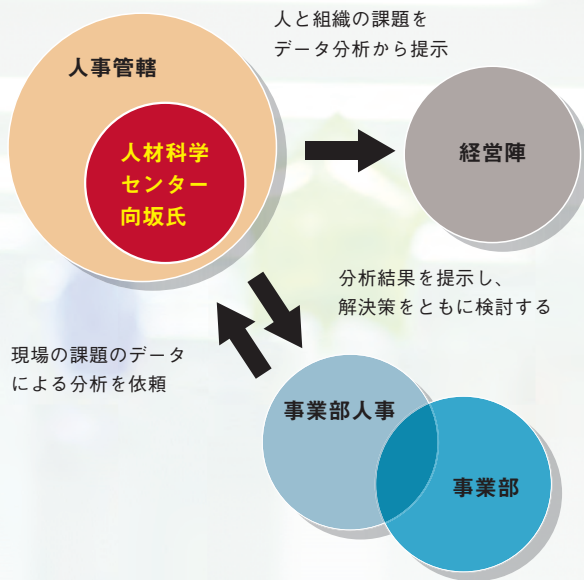 人と組織の課題を
データ分析から提示
人事管轄
人材科学
センター
向坂氏
経営陣
分析結果を提示し、
解決策をともに検討する
現場の課題のデータ
による分析を依頼
事業部人事
事業部